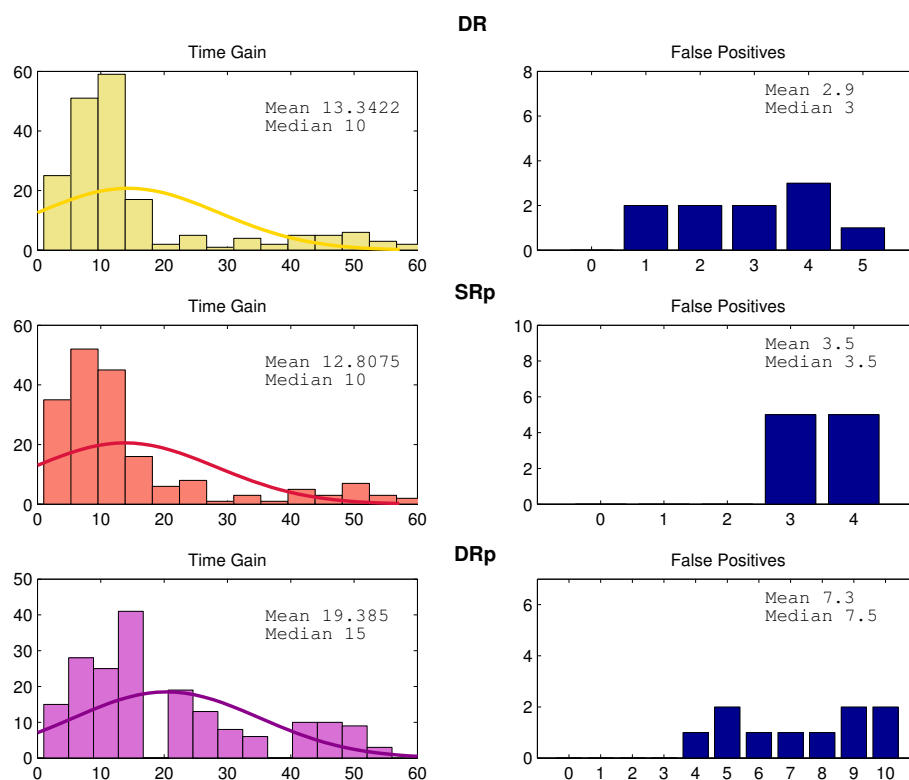 DR
Time Gain
60
40
20
0
Mean 13.3422
Median 10
0 10 20 30 40 50 60
False Positives
8
6
4
2
0
Mean 2.9
Median 3
0 1 2 3 4 5
SRp
Time Gain
60
40
20
0
Mean 12.8075
Median 10
0 10 20 30 40 50 60
False Positives
10
8
6
4
2
0
Mean 3.5
Median 3.5
0 1 2 3 4
DRp
Time Gain
50
40
30
20
10
0
Mean 19.385
Median 15
0 10 20 30 40 50 60
False Positives
6
4
2
0
Mean 7.3
Median 7.5
0 1 2 3 4 5 6 7 8 9 10